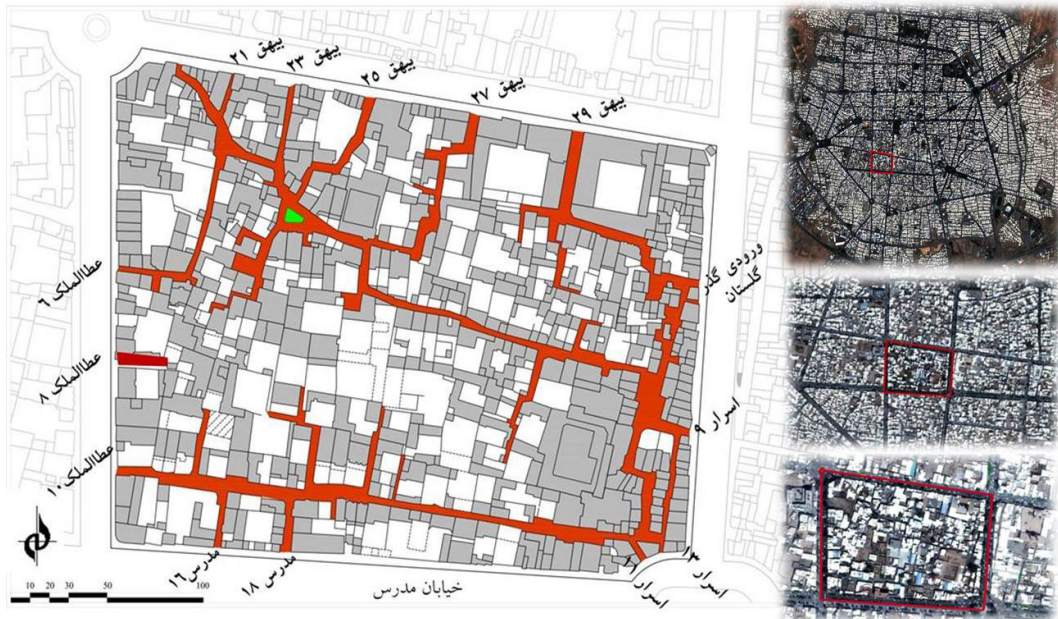 بیهق ۲۱
بیهق ۲۳
بیهق ۲۵
بیهق ۲۷
بیهق ۲۹
ورودی گذر
گلستان
اسرار ۹
اسرار ۱۳
اسرار ۱۱
خیابان مدرس
مدرس ۱۸
مدرس ۱۶
عطاالملک ۱۰
عطاالملک ۸
عطاالملک ۶
10 20 30 50 100